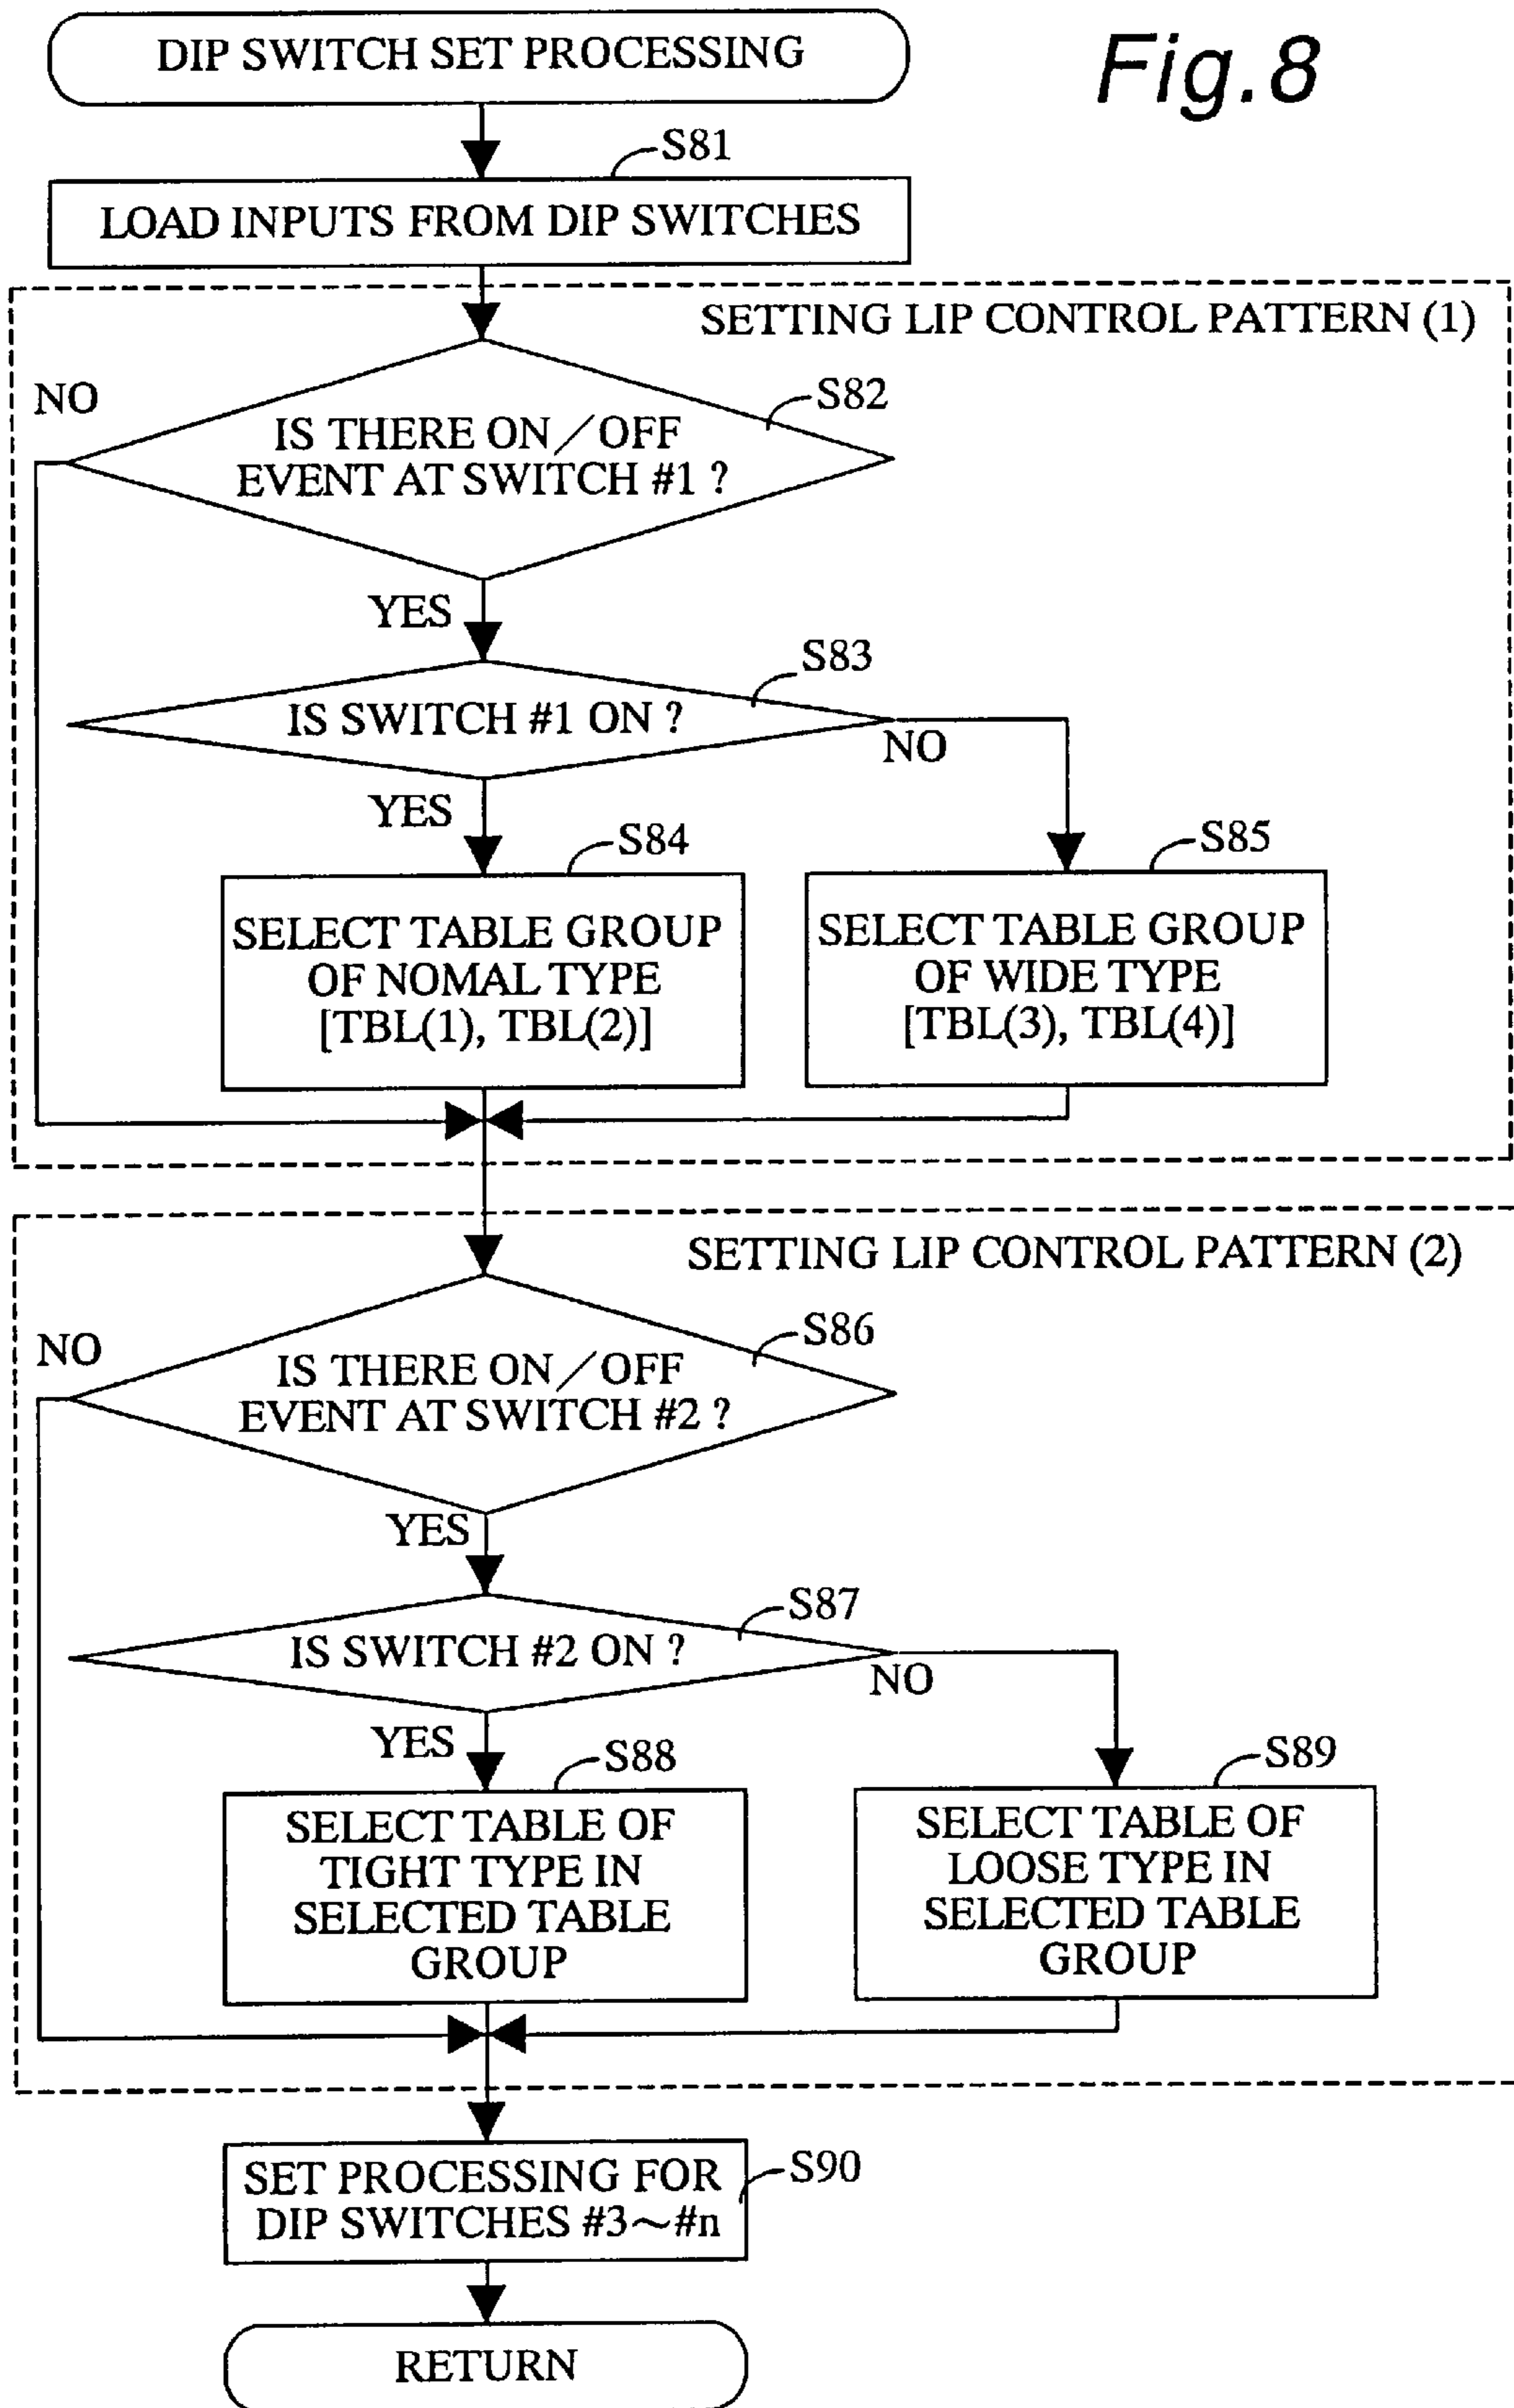 DIP SWITCH SET PROCESSING
Fig.8
S81
LOAD INPUTS FROM DIP SWITCHES
SETTING LIP CONTROL PATTERN (1)
NO
S82
IS THERE ON／OFF
EVENT AT SWITCH #1 ?
YES
S83
IS SWITCH #1 ON ?
NO
YES
S84
S85
SELECT TABLE GROUP
OF NOMAL TYPE
[TBL(1), TBL(2)]
SELECT TABLE GROUP
OF WIDE TYPE
[TBL(3), TBL(4)]
SETTING LIP CONTROL PATTERN (2)
NO
S86
IS THERE ON／OFF
EVENT AT SWITCH #2 ?
YES
S87
IS SWITCH #2 ON ?
NO
YES
S88
S89
SELECT TABLE OF
TIGHT TYPE IN
SELECTED TABLE
GROUP
SELECT TABLE OF
LOOSE TYPE IN
SELECTED TABLE
GROUP
S90
SET PROCESSING FOR
DIP SWITCHES #3～#n
RETURN